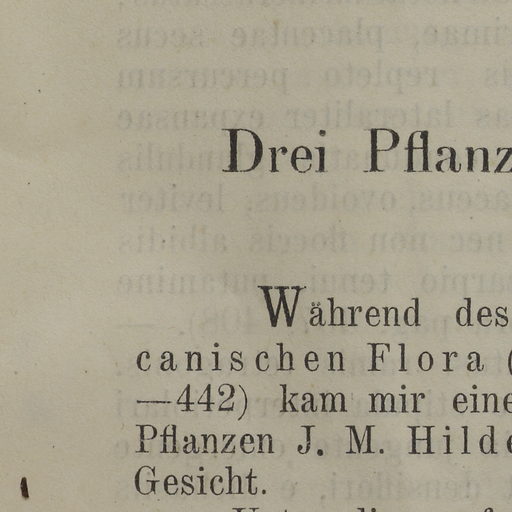 Drei Pflanz
Während des
canischen Flora (
—442) kam mir eine
Pflanzen J. M. Hilde
Gesicht.